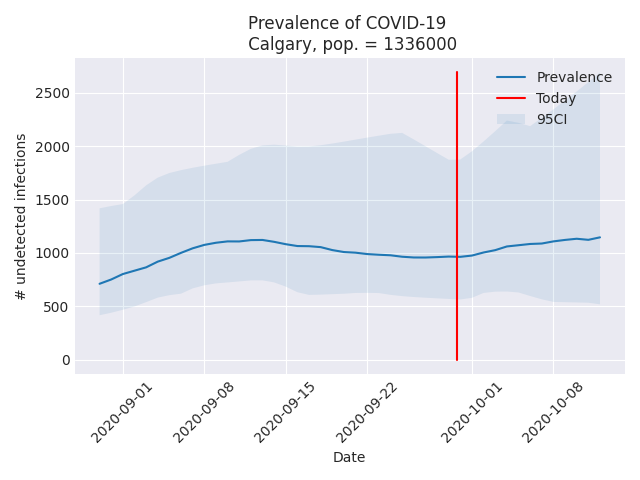 Prevalence of COVID-19
Calgary, pop. = 1336000
# undetected infections
2500
2000
1500
1000
500
0
Prevalence
Today
95CI
2020-09-01
2020-09-08
2020-09-15
2020-09-22
2020-10-01
2020-10-08
Date